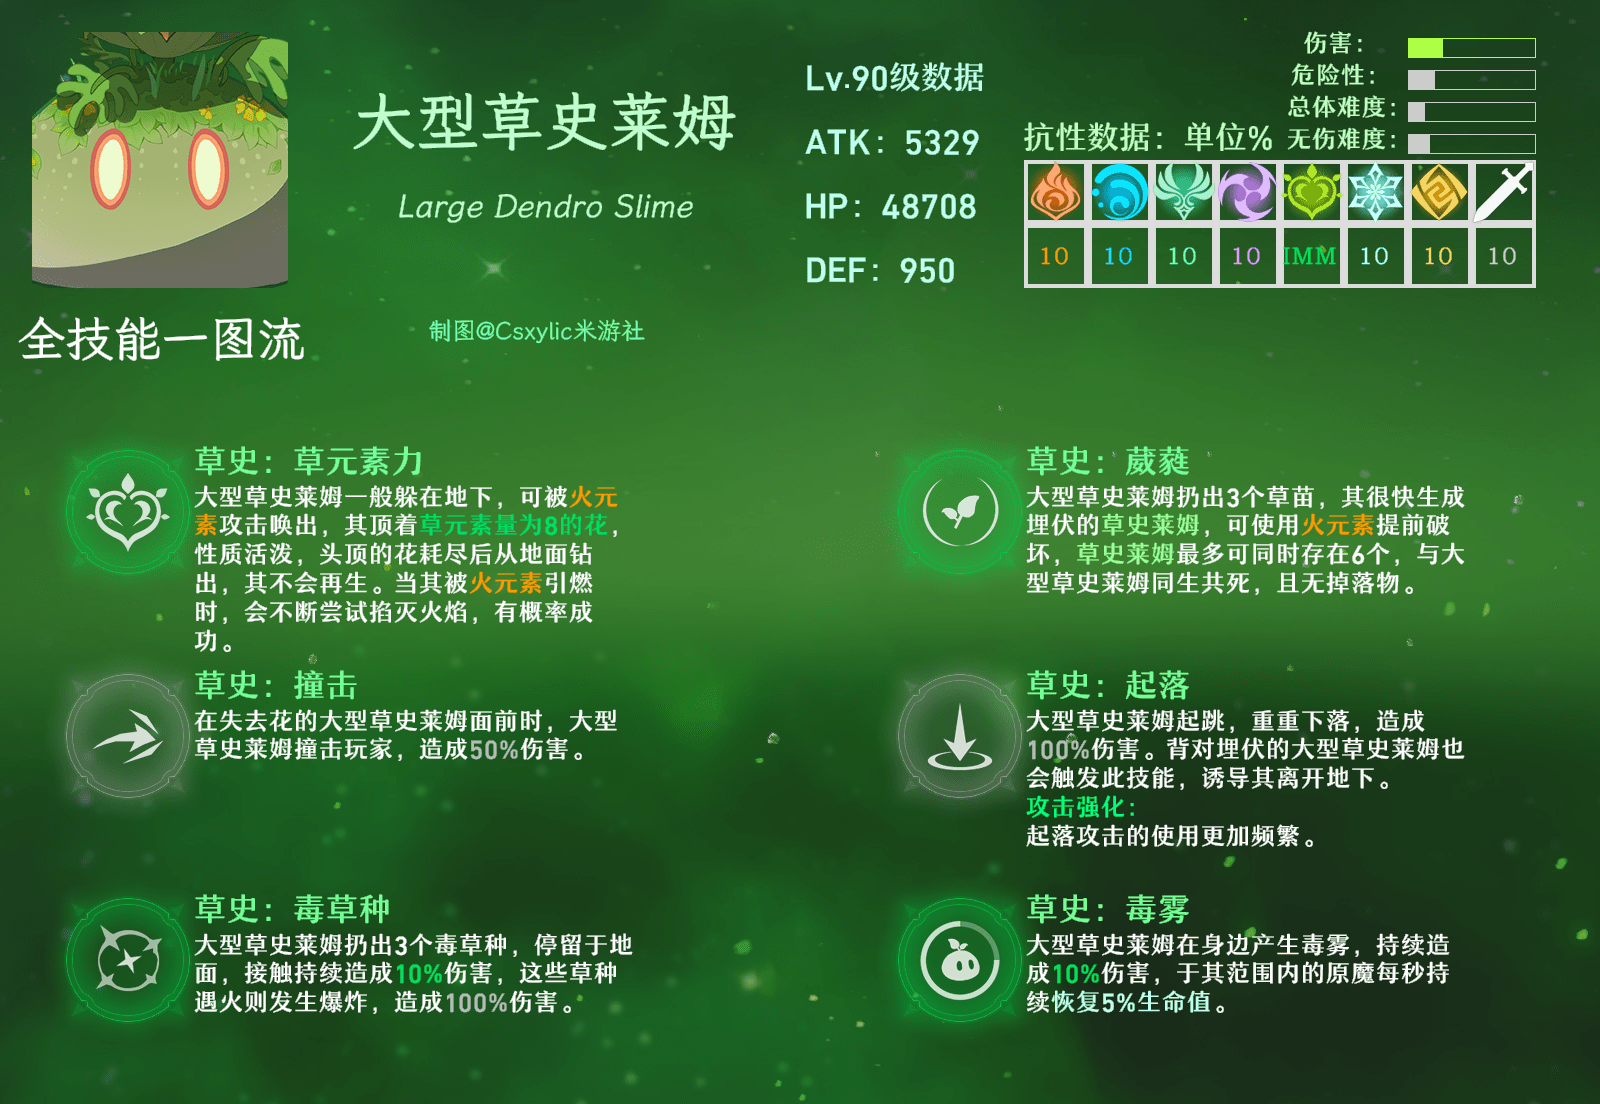 大型草史莱姆
Large Dendro Slime
全技能一图流
制图@Csxylic米游社
Lv.90级数据
ATK：5329
HP：48708
DEF：950
伤害：
危险性：
总体难度：
无伤难度：
抗性数据：单位%
10 10 10 10 IMM 10 10 10
草史：草元素力
大型草史莱姆一般躲在地下，可被火元
素攻击唤出，其顶着草元素量为8的花，
性质活泼，头顶的花耗尽后从地面钻
出，其不会再生。当其被火元素引燃
时，会不断尝试掐灭火焰，有概率成
功。
草史：葳蕤
大型草史莱姆扔出3个草苗，其很快生成
埋伏的草史莱姆，可使用火元素提前破
坏，草史莱姆最多可同时存在6个，与大
型草史莱姆同生共死，且无掉落物。
草史：撞击
在失去花的大型草史莱姆面前时，大型
草史莱姆撞击玩家，造成50%伤害。
草史：起落
大型草史莱姆起跳，重重下落，造成
100%伤害。背对埋伏的大型草史莱姆也
会触发此技能，诱导其离开地下。
攻击强化：
起落攻击的使用更加频繁。
草史：毒草种
大型草史莱姆扔出3个毒草种，停留于地
面，接触持续造成10%伤害，这些草种
遇火则发生爆炸，造成100%伤害。
草史：毒雾
大型草史莱姆在身边产生毒雾，持续造
成10%伤害，于其范围内的原魔每秒持
续恢复5%生命值。